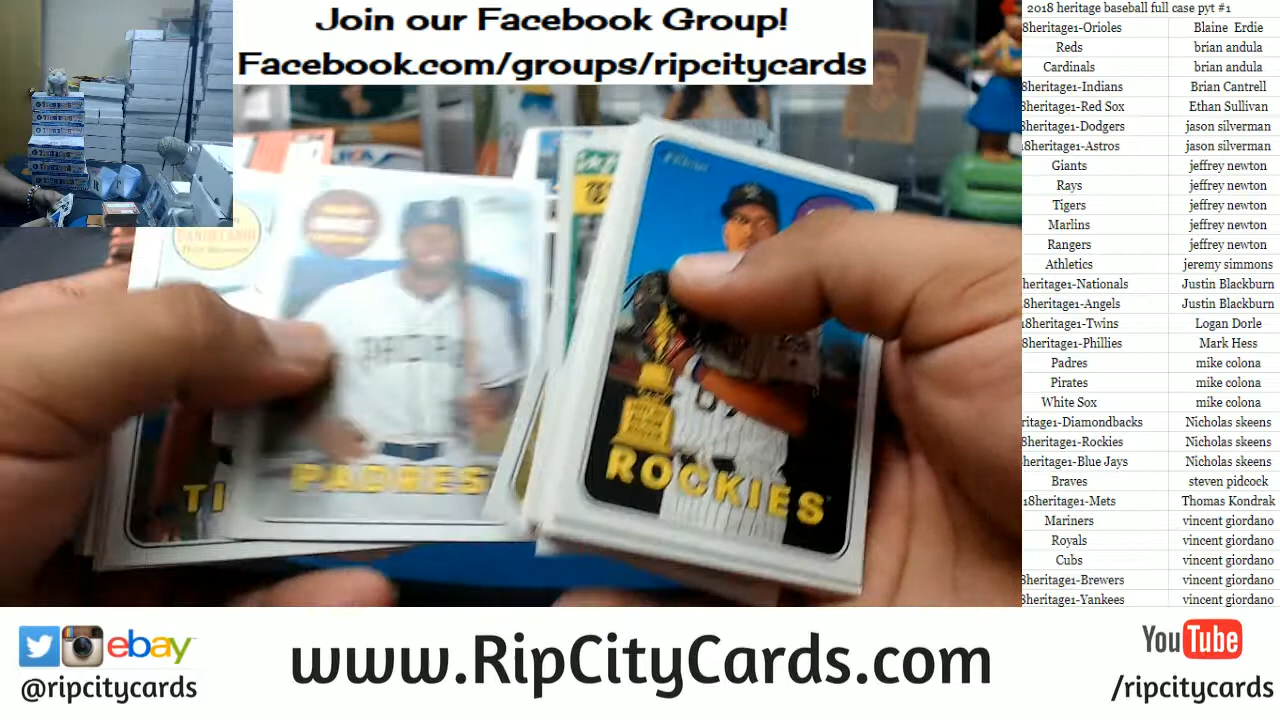 Join our Facebook Group!
Facebook.com/groups/ripcitycards
2018 heritage baseball full case pyt #1
8heritage1-Orioles Blaine Erdie
Reds brian andula
Cardinals brian andula
8heritage1-Indians Brian Cantrell
8heritage1-Red Sox Ethan Sullivan
8heritage1-Dodgers jason silverman
8heritage1-Astros jason silverman
Giants jeffrey newton
Rays jeffrey newton
Tigers jeffrey newton
Marlins jeffrey newton
Rangers jeffrey newton
Athletics jeremy simmons
heritage1-Nationals Justin Blackburn
8heritage1-Angels Justin Blackburn
18heritage1-Twins Logan Dorle
8heritage1-Phillies Mark Hess
Padres mike colona
Pirates mike colona
White Sox mike colona
ritage1-Diamondbacks Nicholas skeens
8heritage1-Rockies Nicholas skeens
8heritage1-Blue Jays Nicholas skeens
Braves steven pidcock
18heritage1-Mets Thomas Kondrak
Mariners vincent giordano
Royals vincent giordano
Cubs vincent giordano
8heritage1-Brewers vincent giordano
8heritage1-Yankees vincent giordano
TI
PADRES
ROCKIES
ebay
@ripcitycards
www.RipCityCards.com
YouTube
/ripcitycards